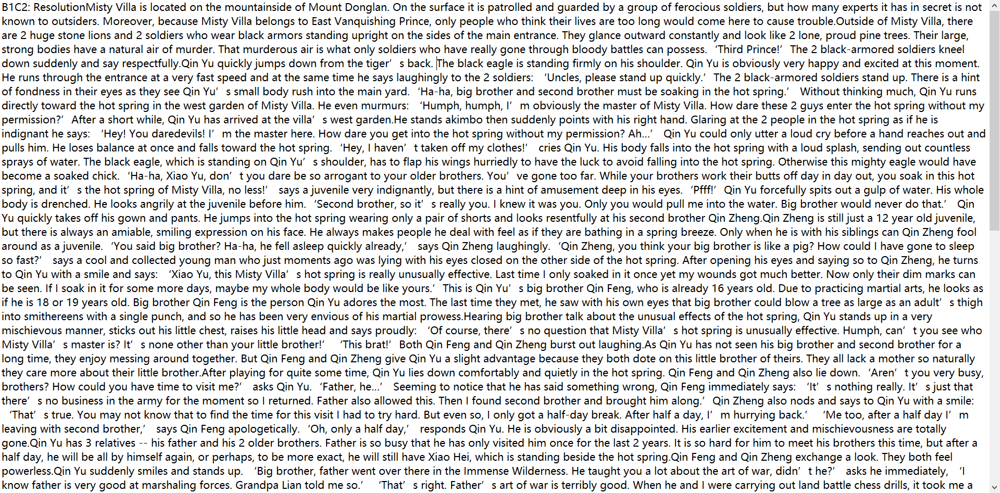 B1C2: ResolutionMisty Villa is located on the mountainside of Mount Donglan. On the surface it is patrolled and guarded by a group of ferocious soldiers, but how many experts it has in secret is not
known to outsiders. Moreover, because Misty Villa belongs to East Vanquishing Prince, only people who think their lives are too long would come here to cause trouble.Outside of Misty Villa, there
are 2 huge stone lions and 2 soldiers who wear black armors standing upright on the sides of the main entrance. They glance outward constantly and look like 2 lone, proud pine trees. Their large,
strong bodies have a natural air of murder. That murderous air is what only soldiers who have really gone through bloody battles can possess. ‘Third Prince!’ The 2 black-armored soldiers kneel
down suddenly and say respectfully.Qin Yu quickly jumps down from the tiger’s back. The black eagle is standing firmly on his shoulder. Qin Yu is obviously very happy and excited at this moment.
He runs through the entrance at a very fast speed and at the same time he says laughingly to the 2 soldiers: ‘Uncles, please stand up quickly.’ The 2 black-armored soldiers stand up. There is a hint
of fondness in their eyes as they see Qin Yu’s small body rush into the main yard. ‘Ha-ha, big brother and second brother must be soaking in the hot spring.’ Without thinking much, Qin Yu runs
directly toward the hot spring in the west garden of Misty Villa. He even murmurs: ‘Humph, humph, I’m obviously the master of Misty Villa. How dare these 2 guys enter the hot spring without my
permission?’ After a short while, Qin Yu has arrived at the villa’s west garden.He stands akimbo then suddenly points with his right hand. Glaring at the 2 people in the hot spring as if he is
indignant he says: ‘Hey! You daredevils! I’m the master here. How dare you get into the hot spring without my permission? Ah...’ Qin Yu could only utter a loud cry before a hand reaches out and
pulls him. He loses balance at once and falls toward the hot spring. ‘Hey, I haven’t taken off my clothes!’ cries Qin Yu. His body falls into the hot spring with a loud splash, sending out countless
sprays of water. The black eagle, which is standing on Qin Yu’s shoulder, has to flap his wings hurriedly to have the luck to avoid falling into the hot spring. Otherwise this mighty eagle would have
become a soaked chick. ‘Ha-ha, Xiao Yu, don’t you dare be so arrogant to your older brothers. You’ve gone too far. While your brothers work their butts off day in day out, you soak in this hot
spring, and it’s the hot spring of Misty Villa, no less!’ says a juvenile very indignantly, but there is a hint of amusement deep in his eyes. ‘Pfff!’ Qin Yu forcefully spits out a gulp of water. His whole
body is drenched. He looks angrily at the juvenile before him. ‘Second brother, so it’s really you. I knew it was you. Only you would pull me into the water. Big brother would never do that.’ Qin
Yu quickly takes off his gown and pants. He jumps into the hot spring wearing only a pair of shorts and looks resentfully at his second brother Qin Zheng.Qin Zheng is still just a 12 year old juvenile,
but there is always an amiable, smiling expression on his face. He always makes people he deal with feel as if they are bathing in a spring breeze. Only when he is with his siblings can Qin Zheng fool
around as a juvenile. ‘You said big brother? Ha-ha, he fell asleep quickly already,’ says Qin Zheng laughingly. ‘Qin Zheng, you think your big brother is like a pig? How could I have gone to sleep
so fast?’ says a cool and collected young man who just moments ago was lying with his eyes closed on the other side of the hot spring. After opening his eyes and saying so to Qin Zheng, he turns
to Qin Yu with a smile and says: ‘Xiao Yu, this Misty Villa’s hot spring is really unusually effective. Last time I only soaked in it once yet my wounds got much better. Now only their dim marks can
be seen. If I soak in it for some more days, maybe my whole body would be like yours.’ This is Qin Yu’s big brother Qin Feng, who is already 16 years old. Due to practicing martial arts, he looks as
if he is 18 or 19 years old. Big brother Qin Feng is the person Qin Yu adores the most. The last time they met, he saw with his own eyes that big brother could blow a tree as large as an adult’s thigh
into smithereens with a single punch, and so he has been very envious of his martial prowess.Hearing big brother talk about the unusual effects of the hot spring, Qin Yu stands up in a very
mischievous manner, sticks out his little chest, raises his little head and says proudly: ‘Of course, there’s no question that Misty Villa’s hot spring is unusually effective. Humph, can’t you see who
Misty Villa’s master is? It’s none other than your little brother!’ ‘This brat!’ Both Qin Feng and Qin Zheng burst out laughing.As Qin Yu has not seen his big brother and second brother for a
long time, they enjoy messing around together. But Qin Feng and Qin Zheng give Qin Yu a slight advantage because they both dote on this little brother of theirs. They all lack a mother so naturally
they care more about their little brother.After playing for quite some time, Qin Yu lies down comfortably and quietly in the hot spring. Qin Feng and Qin Zheng also lie down. ‘Aren’t you very busy,
brothers? How could you have time to visit me?’ asks Qin Yu. ‘Father, he...’ Seeming to notice that he has said something wrong, Qin Feng immediately says: ‘It’s nothing really. It’s just that
there’s no business in the army for the moment so I returned. Father also allowed this. Then I found second brother and brought him along.’ Qin Zheng also nods and says to Qin Yu with a smile:
‘That’s true. You may not know that to find the time for this visit I had to try hard. But even so, I only got a half-day break. After half a day, I’m hurrying back.’ ‘Me too, after a half day I’m
leaving with second brother,’ says Qin Feng apologetically. ‘Oh, only a half day,’ responds Qin Yu. He is obviously a bit disappointed. His earlier excitement and mischievousness are totally
gone.Qin Yu has 3 relatives -- his father and his 2 older brothers. Father is so busy that he has only visited him once for the last 2 years. It is so hard for him to meet his brothers this time, but after a
half day, he will be all by himself again, or perhaps, to be more exact, he will still have Xiao Hei, which is standing beside the hot spring.Qin Feng and Qin Zheng exchange a look. They both feel
powerless.Qin Yu suddenly smiles and stands up. ‘Big brother, father went over there in the Immense Wilderness. He taught you a lot about the art of war, didn’t he?’ asks he immediately, ‘I
know father is very good at marshaling forces. Grandpa Lian told me so.’ ‘That’s right. Father’s art of war is terribly good. When he and I were carrying out land battle chess drills, it took me a